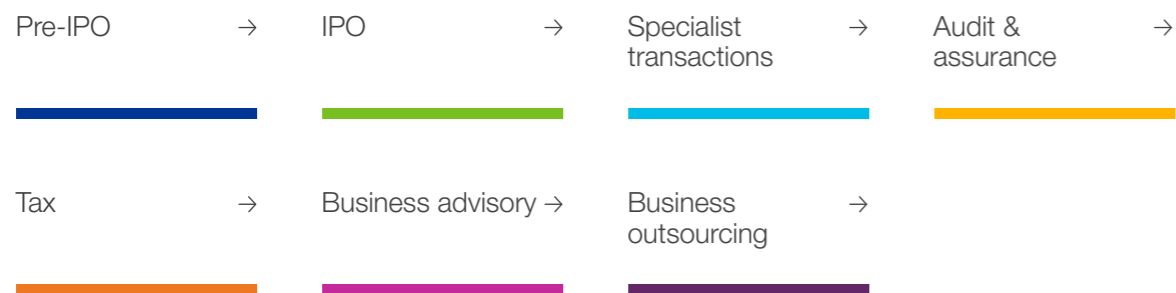 Pre-IPO →
IPO →
Specialist →
transactions
Audit & →
assurance
Tax →
Business advisory →
Business →
outsourcing